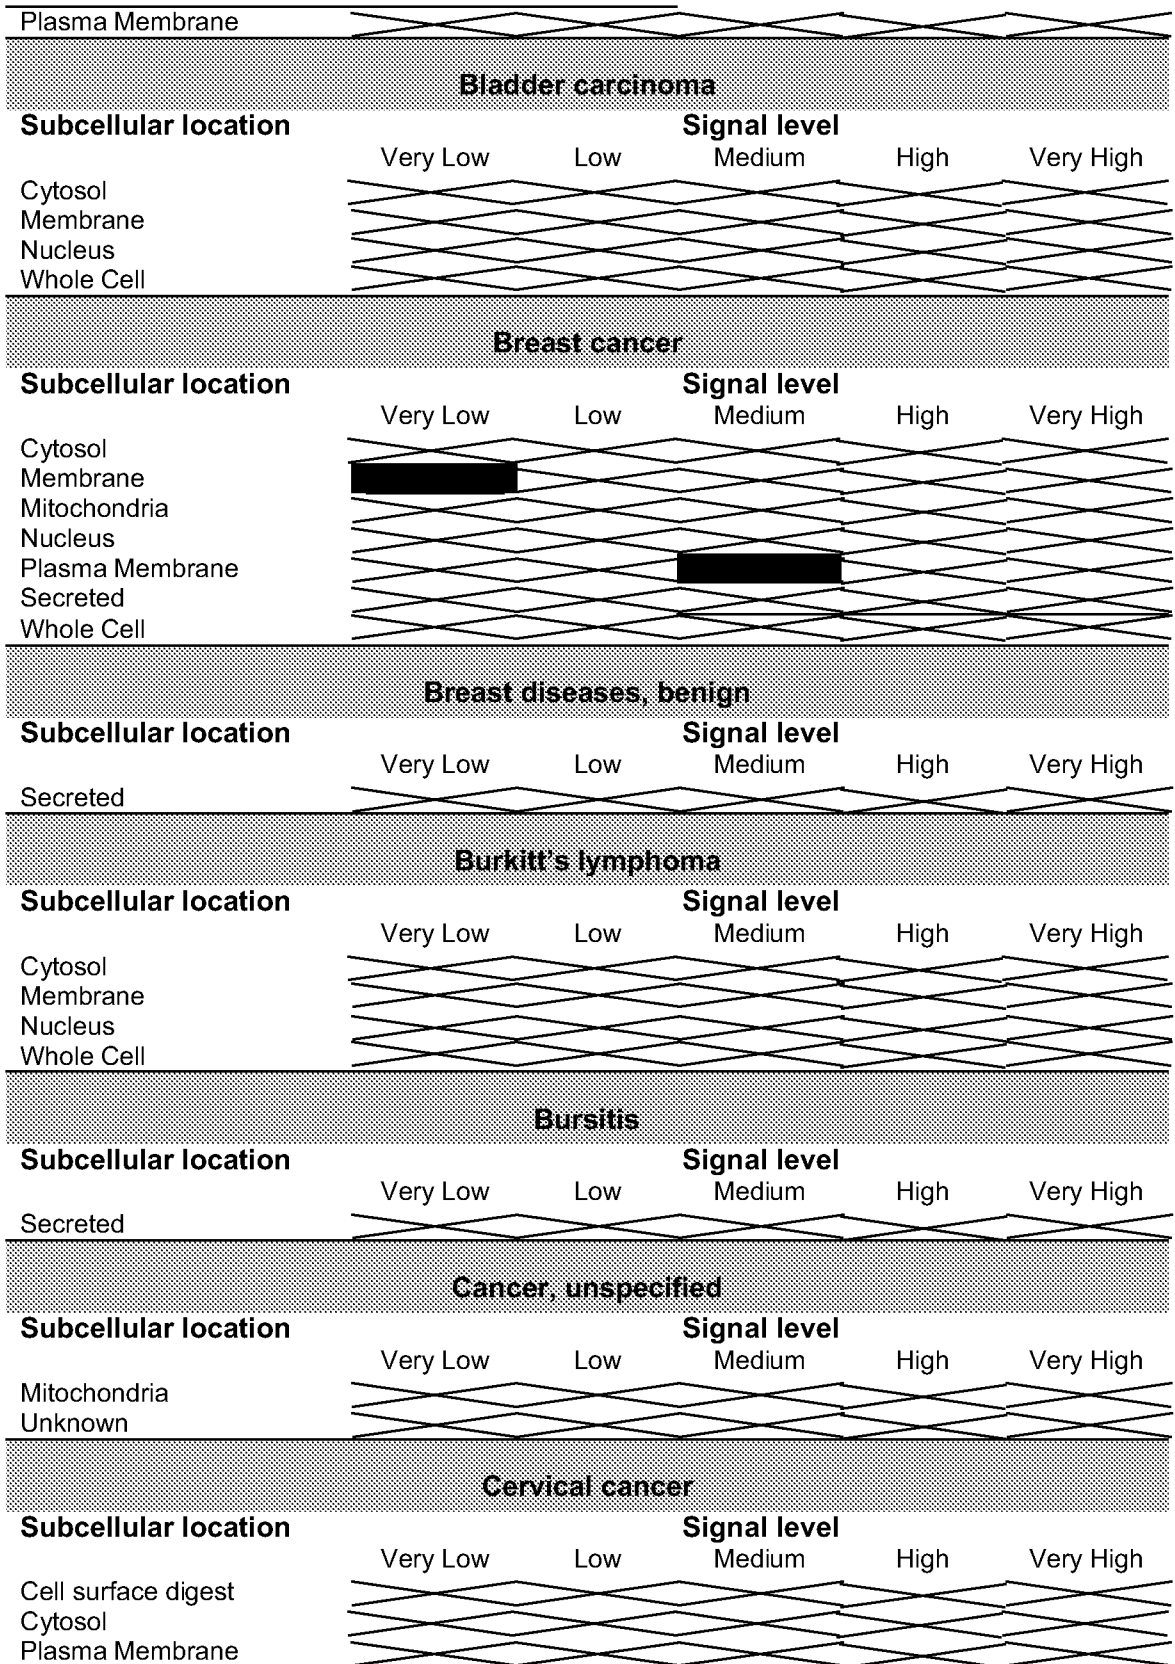 Plasma Membrane
Bladder carcinoma
Subcellular location Signal level
Very Low Low Medium High Very High
Cytosol
Membrane
Nucleus
Whole Cell
Breast cancer
Subcellular location Signal level
Very Low Low Medium High Very High
Cytosol
Membrane
Mitochondria
Nucleus
Plasma Membrane
Secreted
Whole Cell
Breast diseases, benign
Subcellular location Signal level
Very Low Low Medium High Very High
Secreted
Burkitt's lymphoma
Subcellular location Signal level
Very Low Low Medium High Very High
Cytosol
Membrane
Nucleus
Whole Cell
Bursitis
Subcellular location Signal level
Very Low Low Medium High Very High
Secreted
Cancer, unspecified
Subcellular location Signal level
Very Low Low Medium High Very High
Mitochondria
Unknown
Cervical cancer
Subcellular location Signal level
Very Low Low Medium High Very High
Cell surface digest
Cytosol
Plasma Membrane